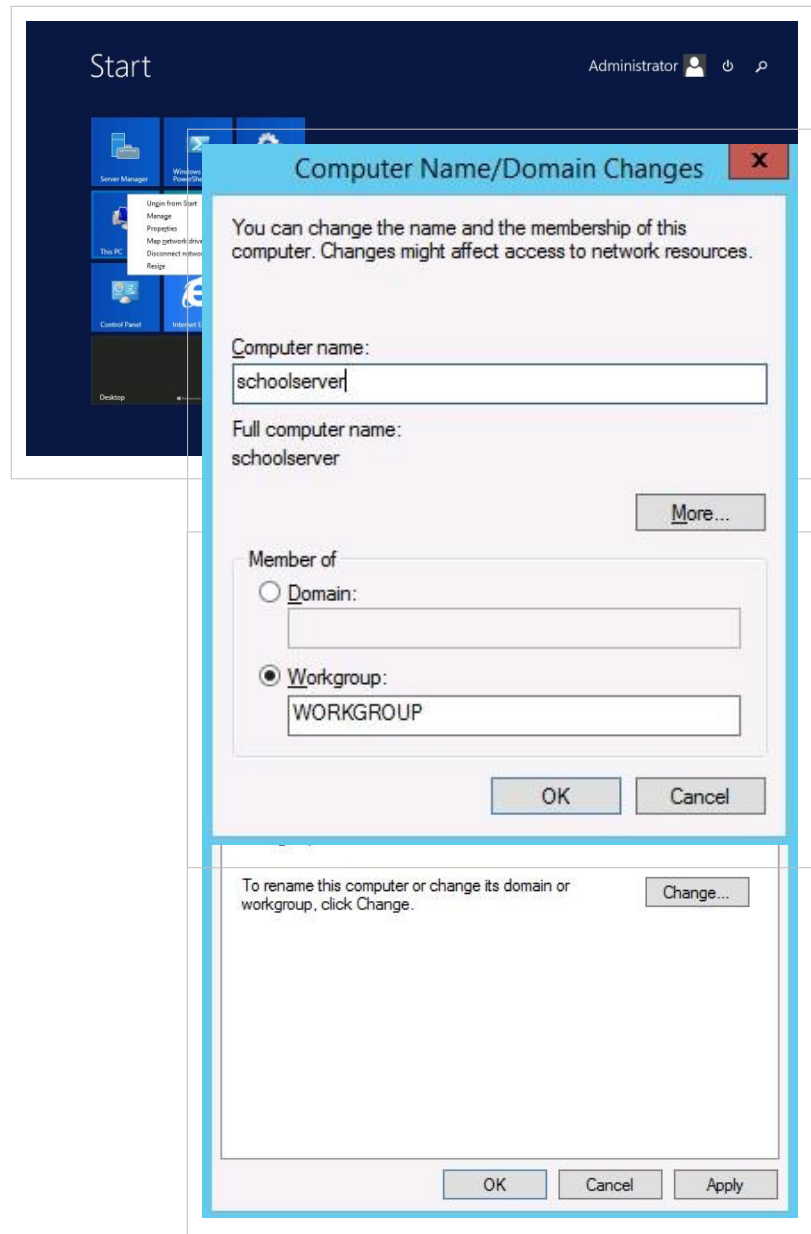 Start
Administrator
Server Manager
Windows
PowerShe
Unpin from Start
Manage
Properties
Map network drive
Disconnect networ
Resize
This PC
Control Panel
Internet E
Desktop
Computer Name/Domain Changes
You can change the name and the membership of this
computer. Changes might affect access to network resources.
Computer name:
schoolserver
Full computer name:
schoolserver
More...
Member of
Domain:
Workgroup:
WORKGROUP
OK Cancel
To rename this computer or change its domain or
workgroup, click Change.
Change...
OK Cancel Apply